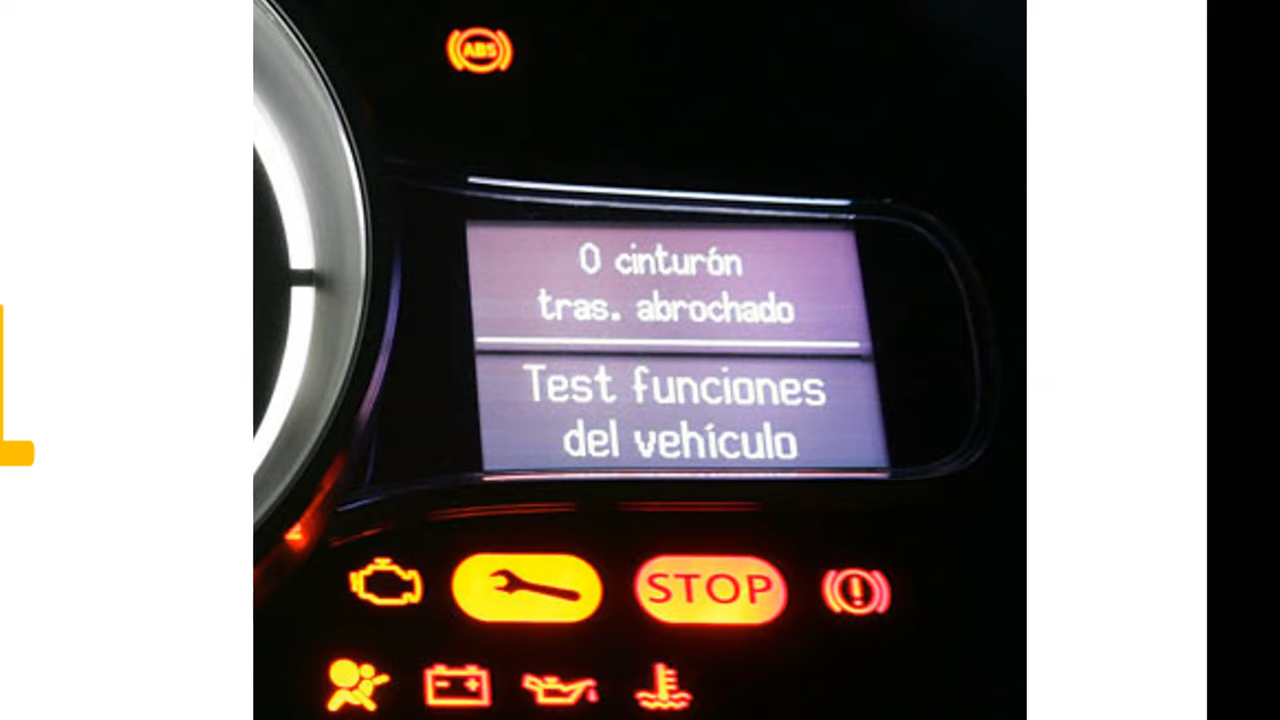 ABS
0 cinturón
tras. abrochado
Test funciones
del vehículo
STOP